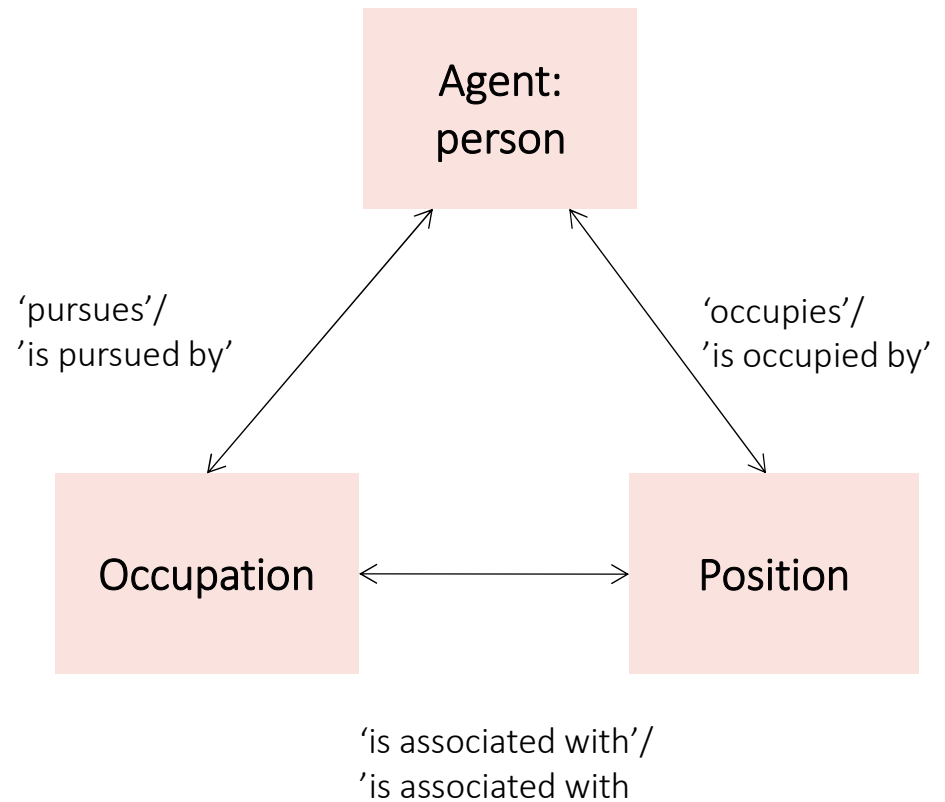 Agent:
person
‘pursues’/
’is pursued by’
‘occupies’/
’is occupied by’
Occupation
Position
‘is associated with’/
’is associated with